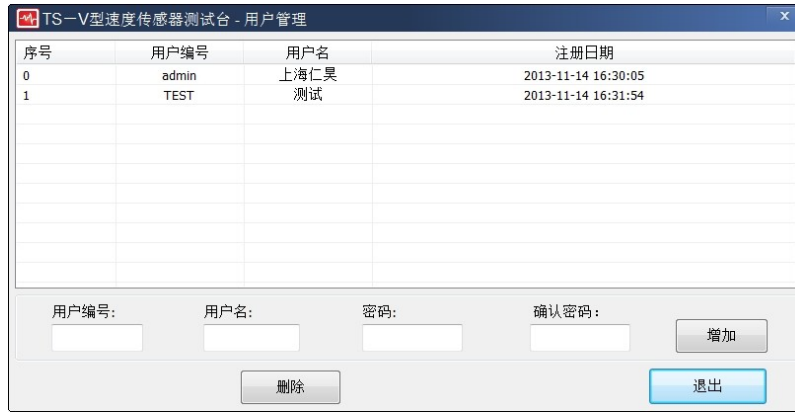 TS-V型速度传感器测试台 - 用户管理 x
序号 用户编号 用户名 注册日期
0 admin 上海仁昊 2013-11-14 16:30:05
1 TEST 测试 2013-11-14 16:31:54
用户编号: 用户名: 密码: 确认密码：
增加
删除 退出